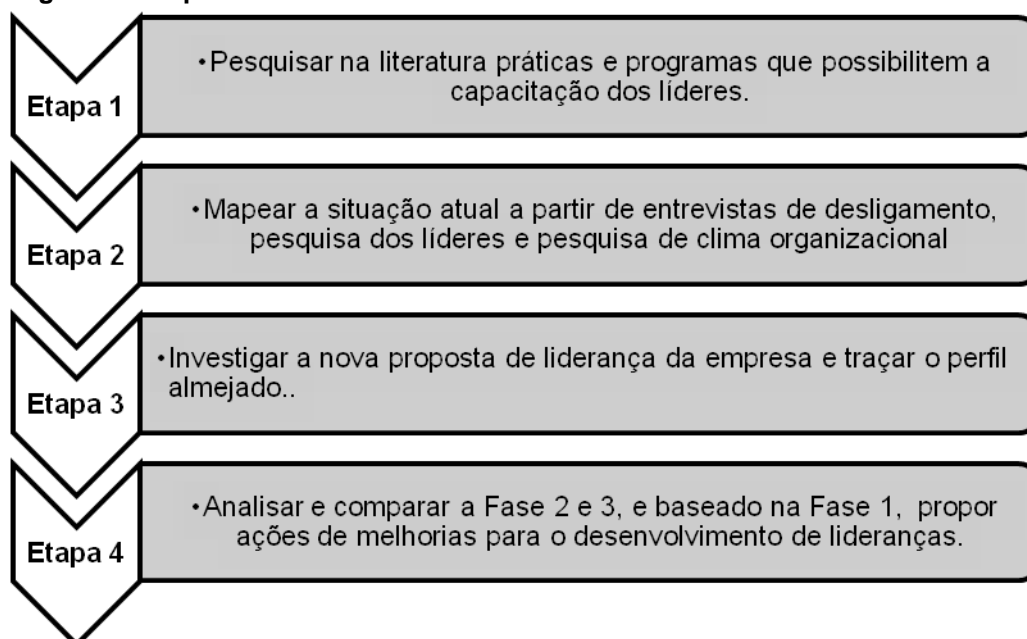 Etapa 1
•Pesquisar na literatura práticas e programas que possibilitem a
capacitação dos líderes.
Etapa 2
•Mapear a situação atual a partir de entrevistas de desligamento,
pesquisa dos líderes e pesquisa de clima organizacional
Etapa 3
•Investigar a nova proposta de liderança da empresa e traçar o perfil
almejado..
Etapa 4
•Analisar e comparar a Fase 2 e 3, e baseado na Fase 1, propor
ações de melhorias para o desenvolvimento de lideranças.